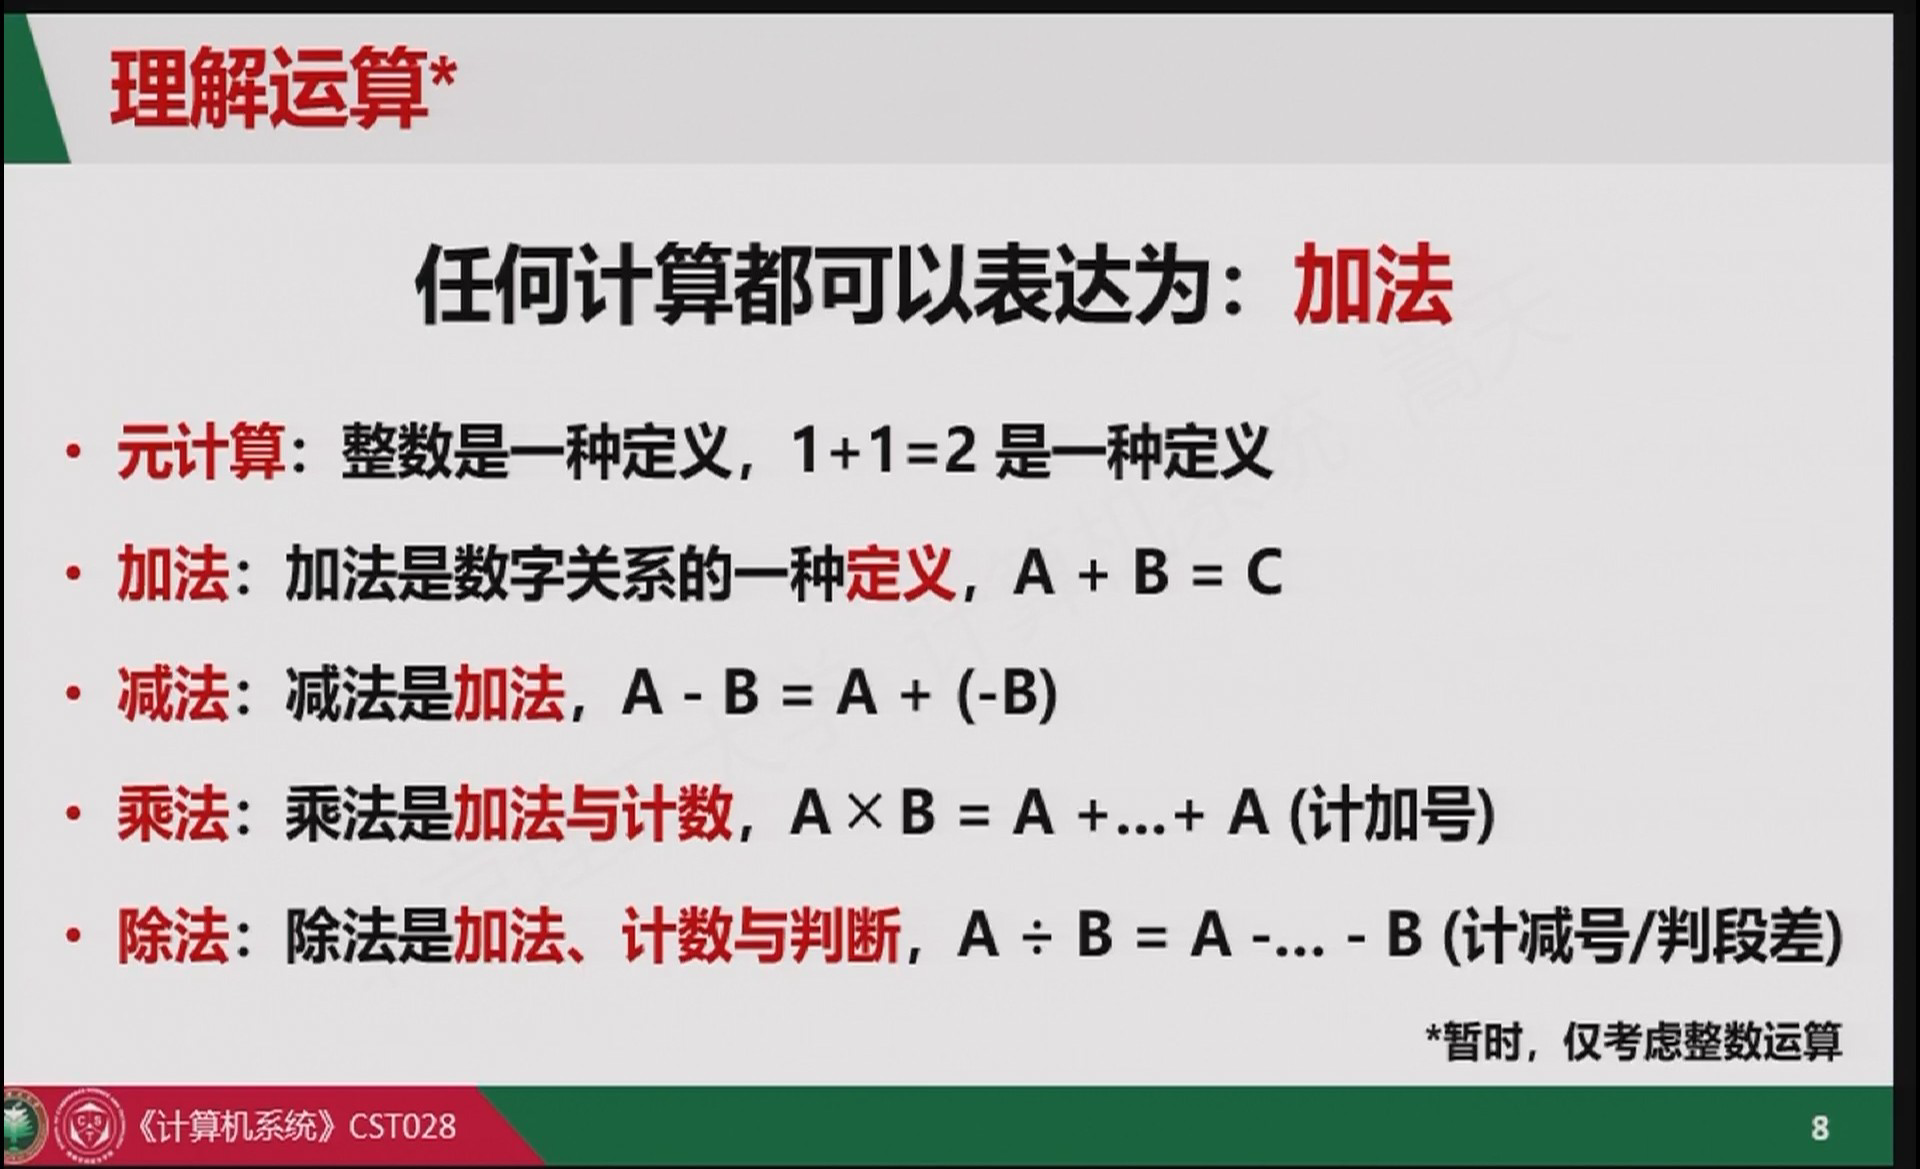 理解运算*
任何计算都可以表达为：加法
• 元计算：整数是一种定义，1+1=2 是一种定义
• 加法：加法是数字关系的一种定义，A + B = C
• 减法：减法是加法，A - B = A + (-B)
• 乘法：乘法是加法与计数，A×B = A +...+ A (计加号)
• 除法：除法是加法、计数与判断，A ÷ B = A -... - B (计减号/判段差)
*暂时，仅考虑整数运算
《计算机系统》CST028
8